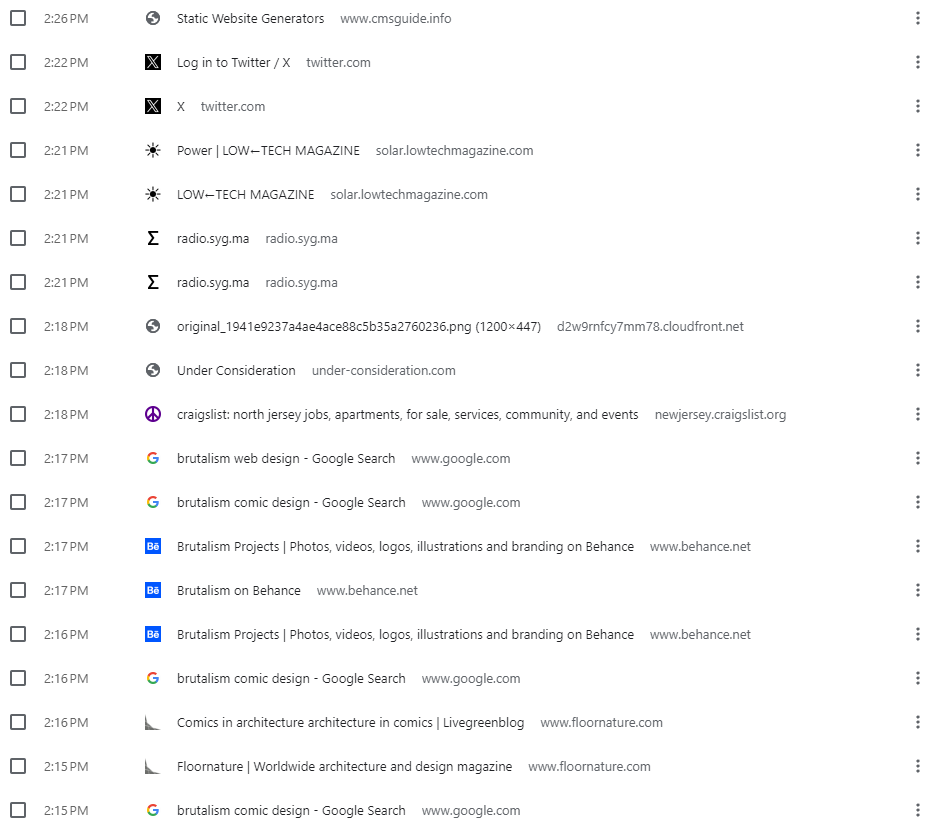 2:26 PM Static Website Generators www.cmsguide.info
2:22 PM Log in to Twitter / X twitter.com
2:22 PM X twitter.com
2:21 PM Power | LOW←TECH MAGAZINE solar.lowtechmagazine.com
2:21 PM LOW←TECH MAGAZINE solar.lowtechmagazine.com
2:21 PM Σ radio.syg.ma radio.syg.ma
2:21 PM Σ radio.syg.ma radio.syg.ma
2:18 PM original_1941e9237a4ae4ace88c5b35a2760236.png (1200×447) d2w9rnfcy7mm78.cloudfront.net
2:18 PM Under Consideration under-consideration.com
2:18 PM craigslist: north jersey jobs, apartments, for sale, services, community, and events newjersey.craigslist.org
2:17 PM G brutalism web design - Google Search www.google.com
2:17 PM G brutalism comic design - Google Search www.google.com
2:17 PM Bē Brutalism Projects | Photos, videos, logos, illustrations and branding on Behance www.behance.net
2:17 PM Bē Brutalism on Behance www.behance.net
2:16 PM Bē Brutalism Projects | Photos, videos, logos, illustrations and branding on Behance www.behance.net
2:16 PM G brutalism comic design - Google Search www.google.com
2:16 PM Comics in architecture architecture in comics | Livegreenblog www.floornature.com
2:15 PM Floornature | Worldwide architecture and design magazine www.floornature.com
2:15 PM G brutalism comic design - Google Search www.google.com